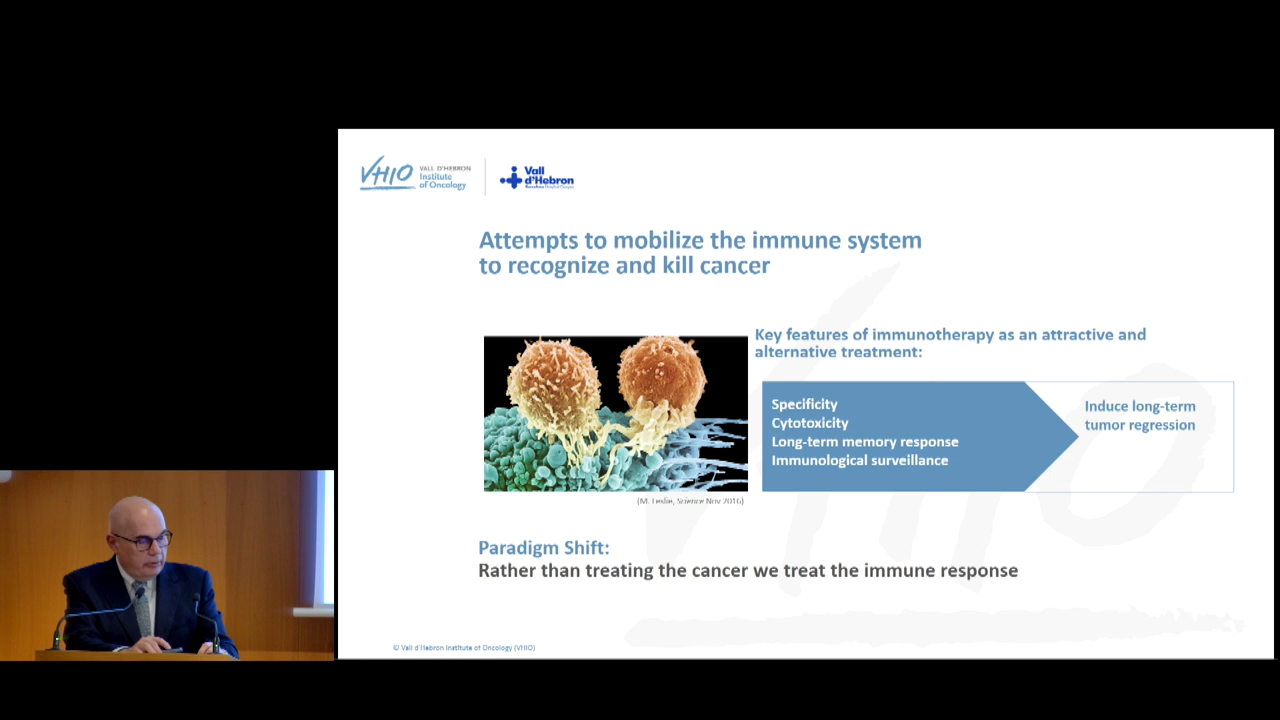 VHIO
VALL D'HEBRON
Institute
of Oncology
Vall
d'Hebron
Attempts to mobilize the immune system
to recognize and kill cancer
Key features of immunotherapy as an attractive and
alternative treatment:
Specificity
Cytotoxicity
Long-term memory response
Immunological surveillance
Induce long-term
tumor regression
(M. Leslie, Science Nov 2016)
Paradigm Shift:
Rather than treating the cancer we treat the immune response
© Vall d'Hebron Institute of Oncology (VHIO)